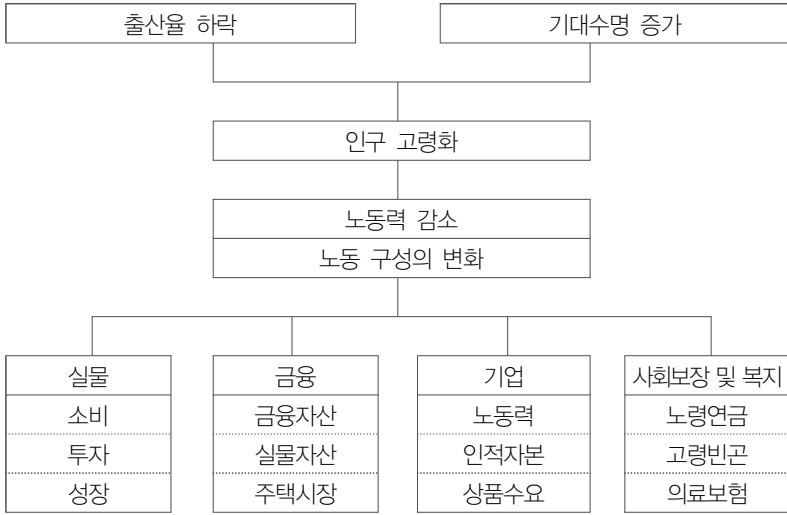 출산율 하락
기대수명 증가
인구 고령화
노동력 감소
노동 구성의 변화
실물
소비
투자
성장
금융
금융자산
실물자산
주택시장
기업
노동력
인적자본
상품수요
사회보장 및 복지
노령연금
고령빈곤
의료보험